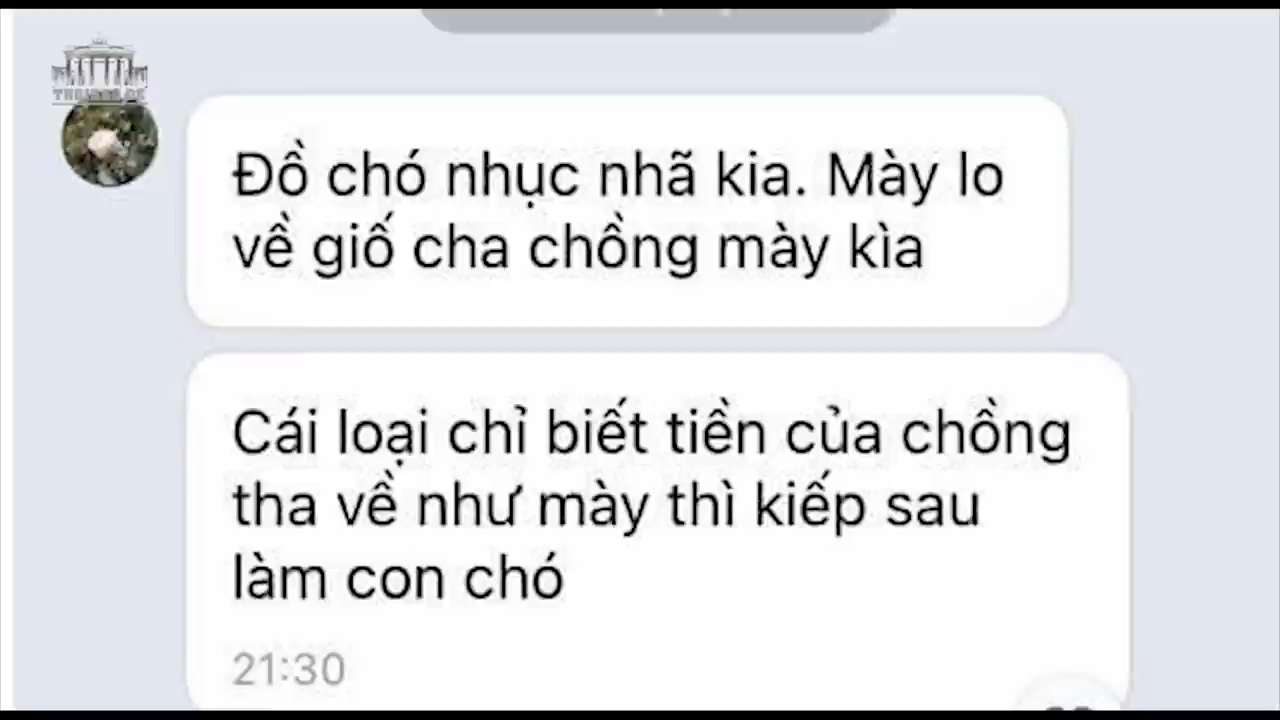 Đồ chó nhục nhã kia. Mày lo
về giố cha chồng mày kìa
Cái loại chỉ biết tiền của chồng
tha về như mày thì kiếp sau
làm con chó
21:30